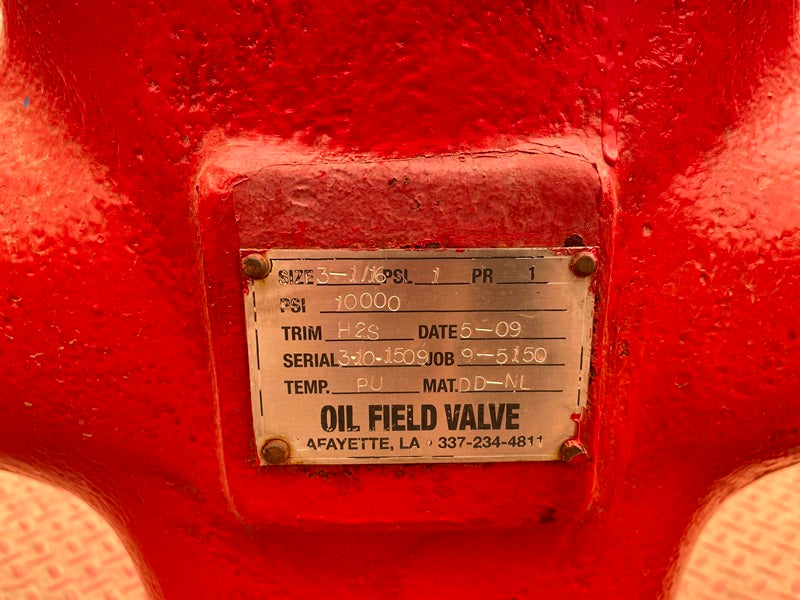 SIZE 3-1/16 PSL 1 PR 1
PSI 10000
TRIM H2S DATE 5-09
SERIAL 3-10-1509 JOB 9-5150
TEMP. PU MAT. DD-NL
OIL FIELD VALVE
AFAYETTE, LA · 337-234-4811